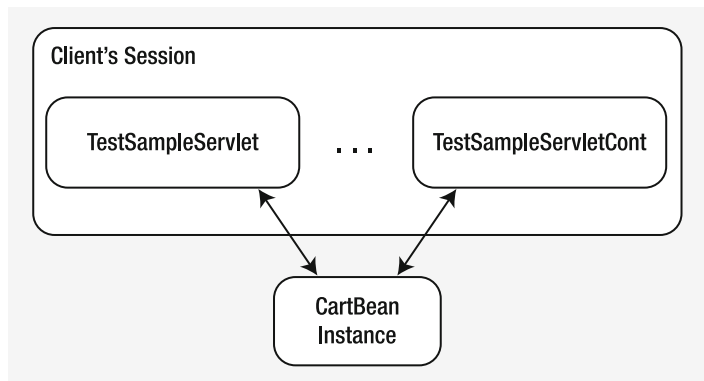 Client's Session
TestSampleServlet
. . .
TestSampleServletCont
CartBean
Instance